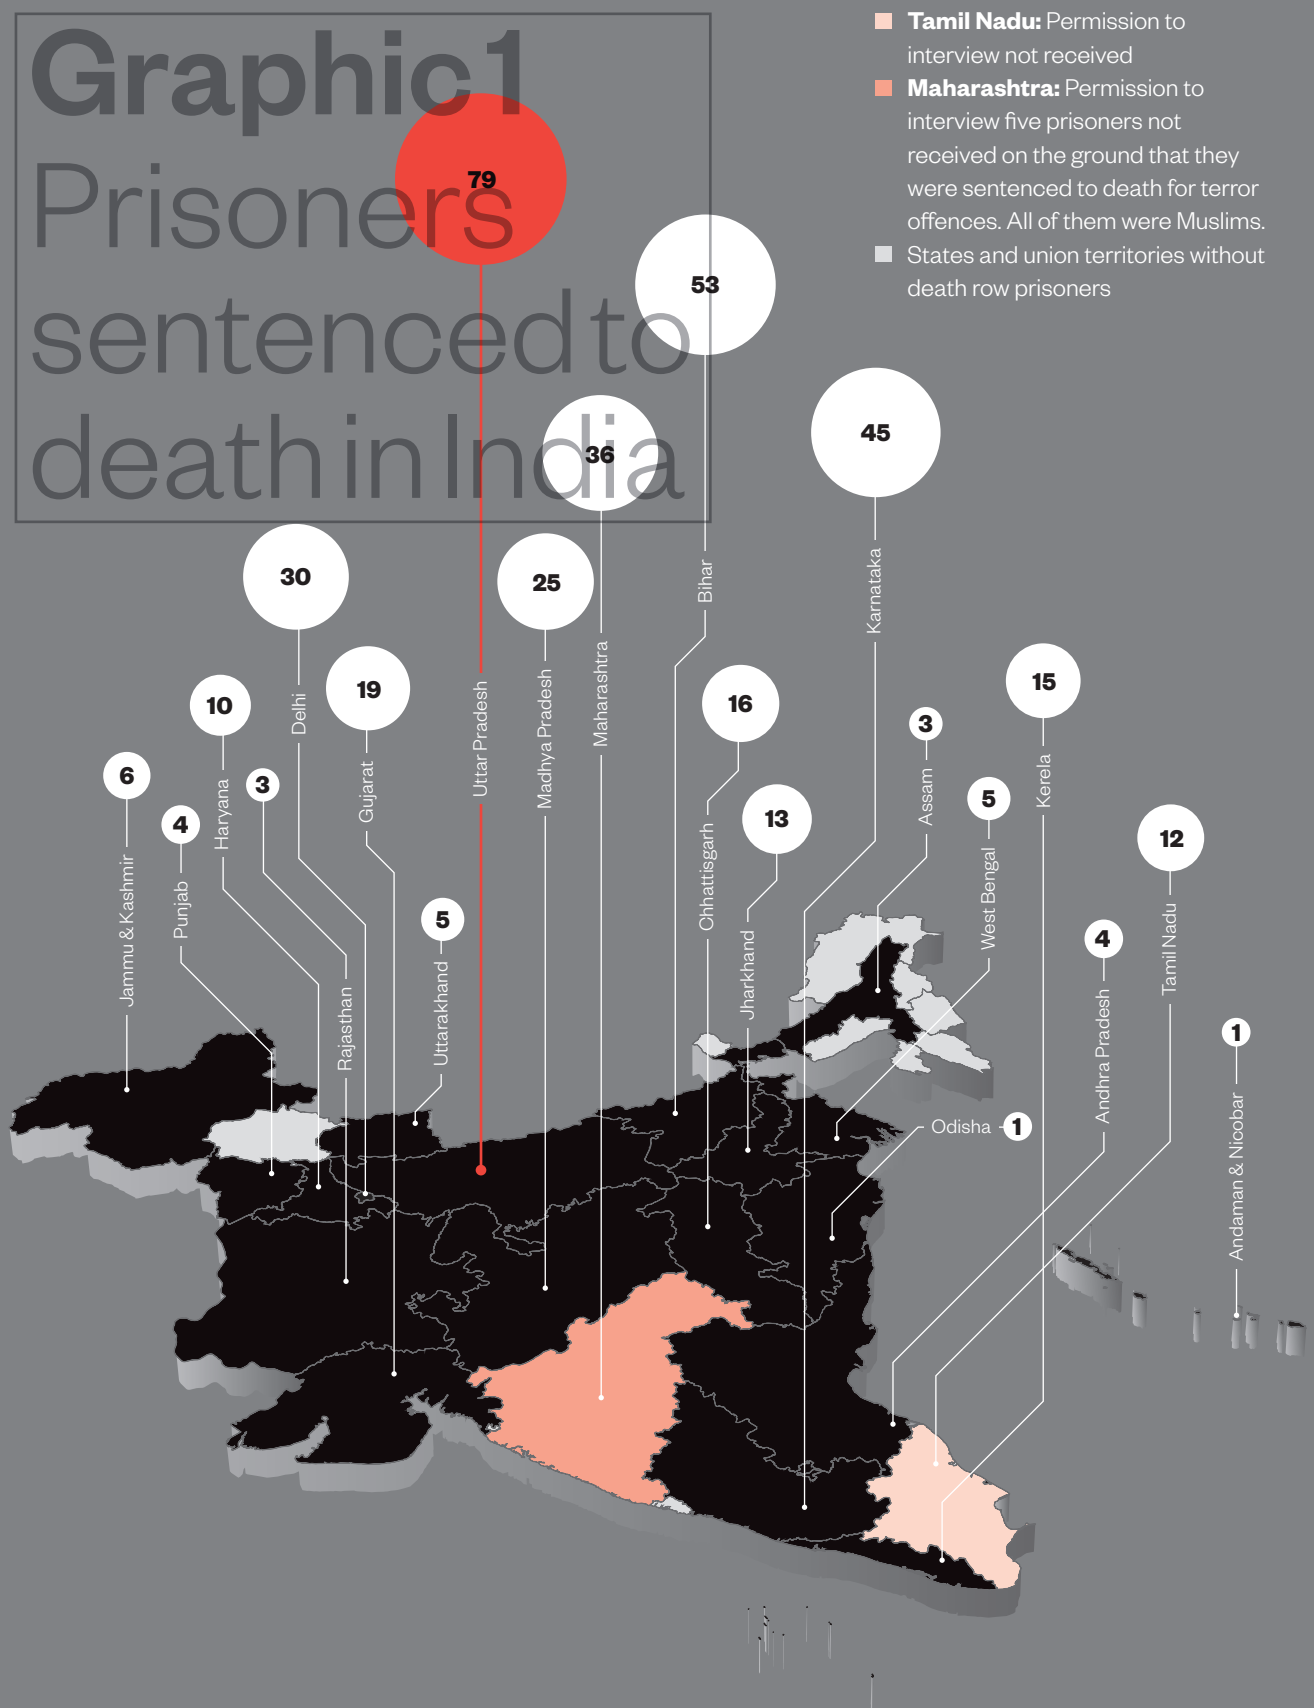 Graphic 1
Prisoners
sentenced to
death in India
Tamil Nadu: Permission to
interview not received
Maharashtra: Permission to
interview five prisoners not
received on the ground that they
were sentenced to death for terror
offences. All of them were Muslims.
States and union territories without
death row prisoners
79
Uttar Pradesh
53
Bihar
45
Karnataka
36
Maharashtra
30
Delhi
25
Madhya Pradesh
19
Gujarat
16
Chhattisgarh
15
Kerela
13
Jharkhand
12
Tamil Nadu
10
Haryana
6
Jammu & Kashmir
5
Uttarakhand
5
West Bengal
4
Punjab
4
Andhra Pradesh
3
Rajasthan
3
Assam
Odisha 1
1
Andaman & Nicobar